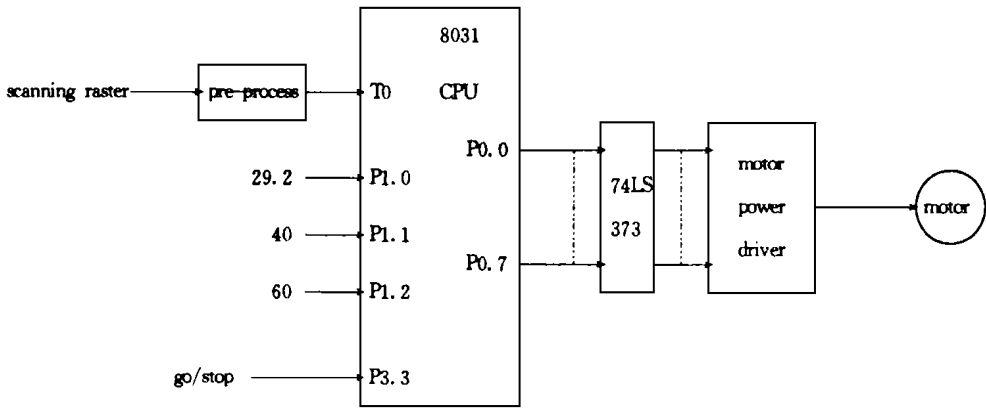 8031
scanning raster
pre-process
T0
CPU
P0.0
29.2
P1.0
40
P1.1
60
P1.2
P0.7
go/stop
P3.3
74LS
373
motor
power
driver
motor